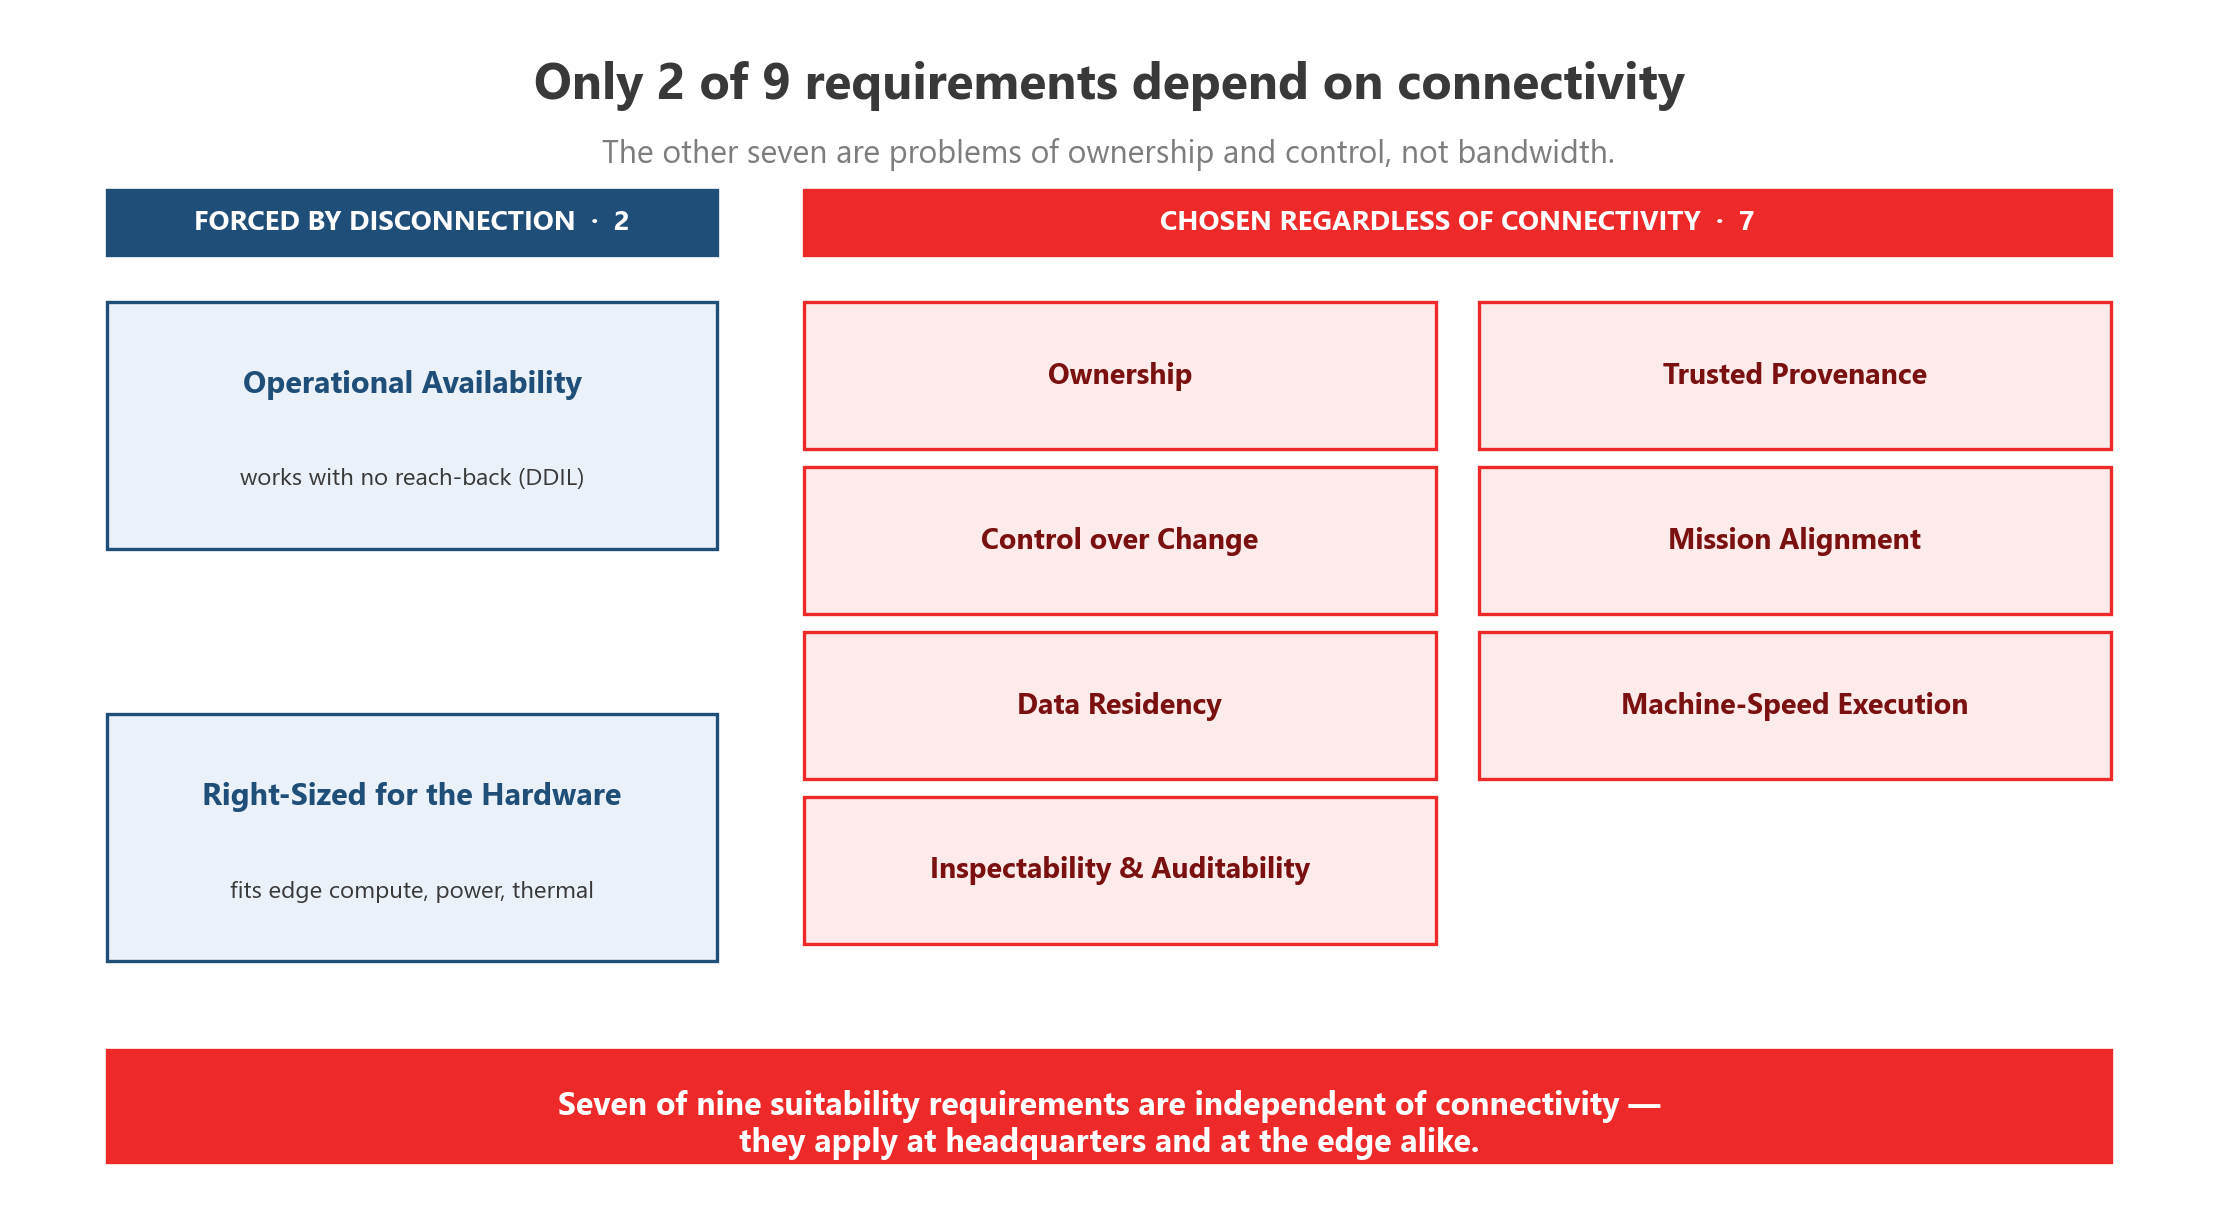 Only 2 of 9 requirements depend on connectivity
The other seven are problems of ownership and control, not bandwidth.
FORCED BY DISCONNECTION · 2
Operational Availability
works with no reach-back (DDIL)
Right-Sized for the Hardware
fits edge compute, power, thermal
CHOSEN REGARDLESS OF CONNECTIVITY · 7
Ownership
Control over Change
Data Residency
Inspectability & Auditability
Trusted Provenance
Mission Alignment
Machine-Speed Execution
Seven of nine suitability requirements are independent of connectivity —
they apply at headquarters and at the edge alike.